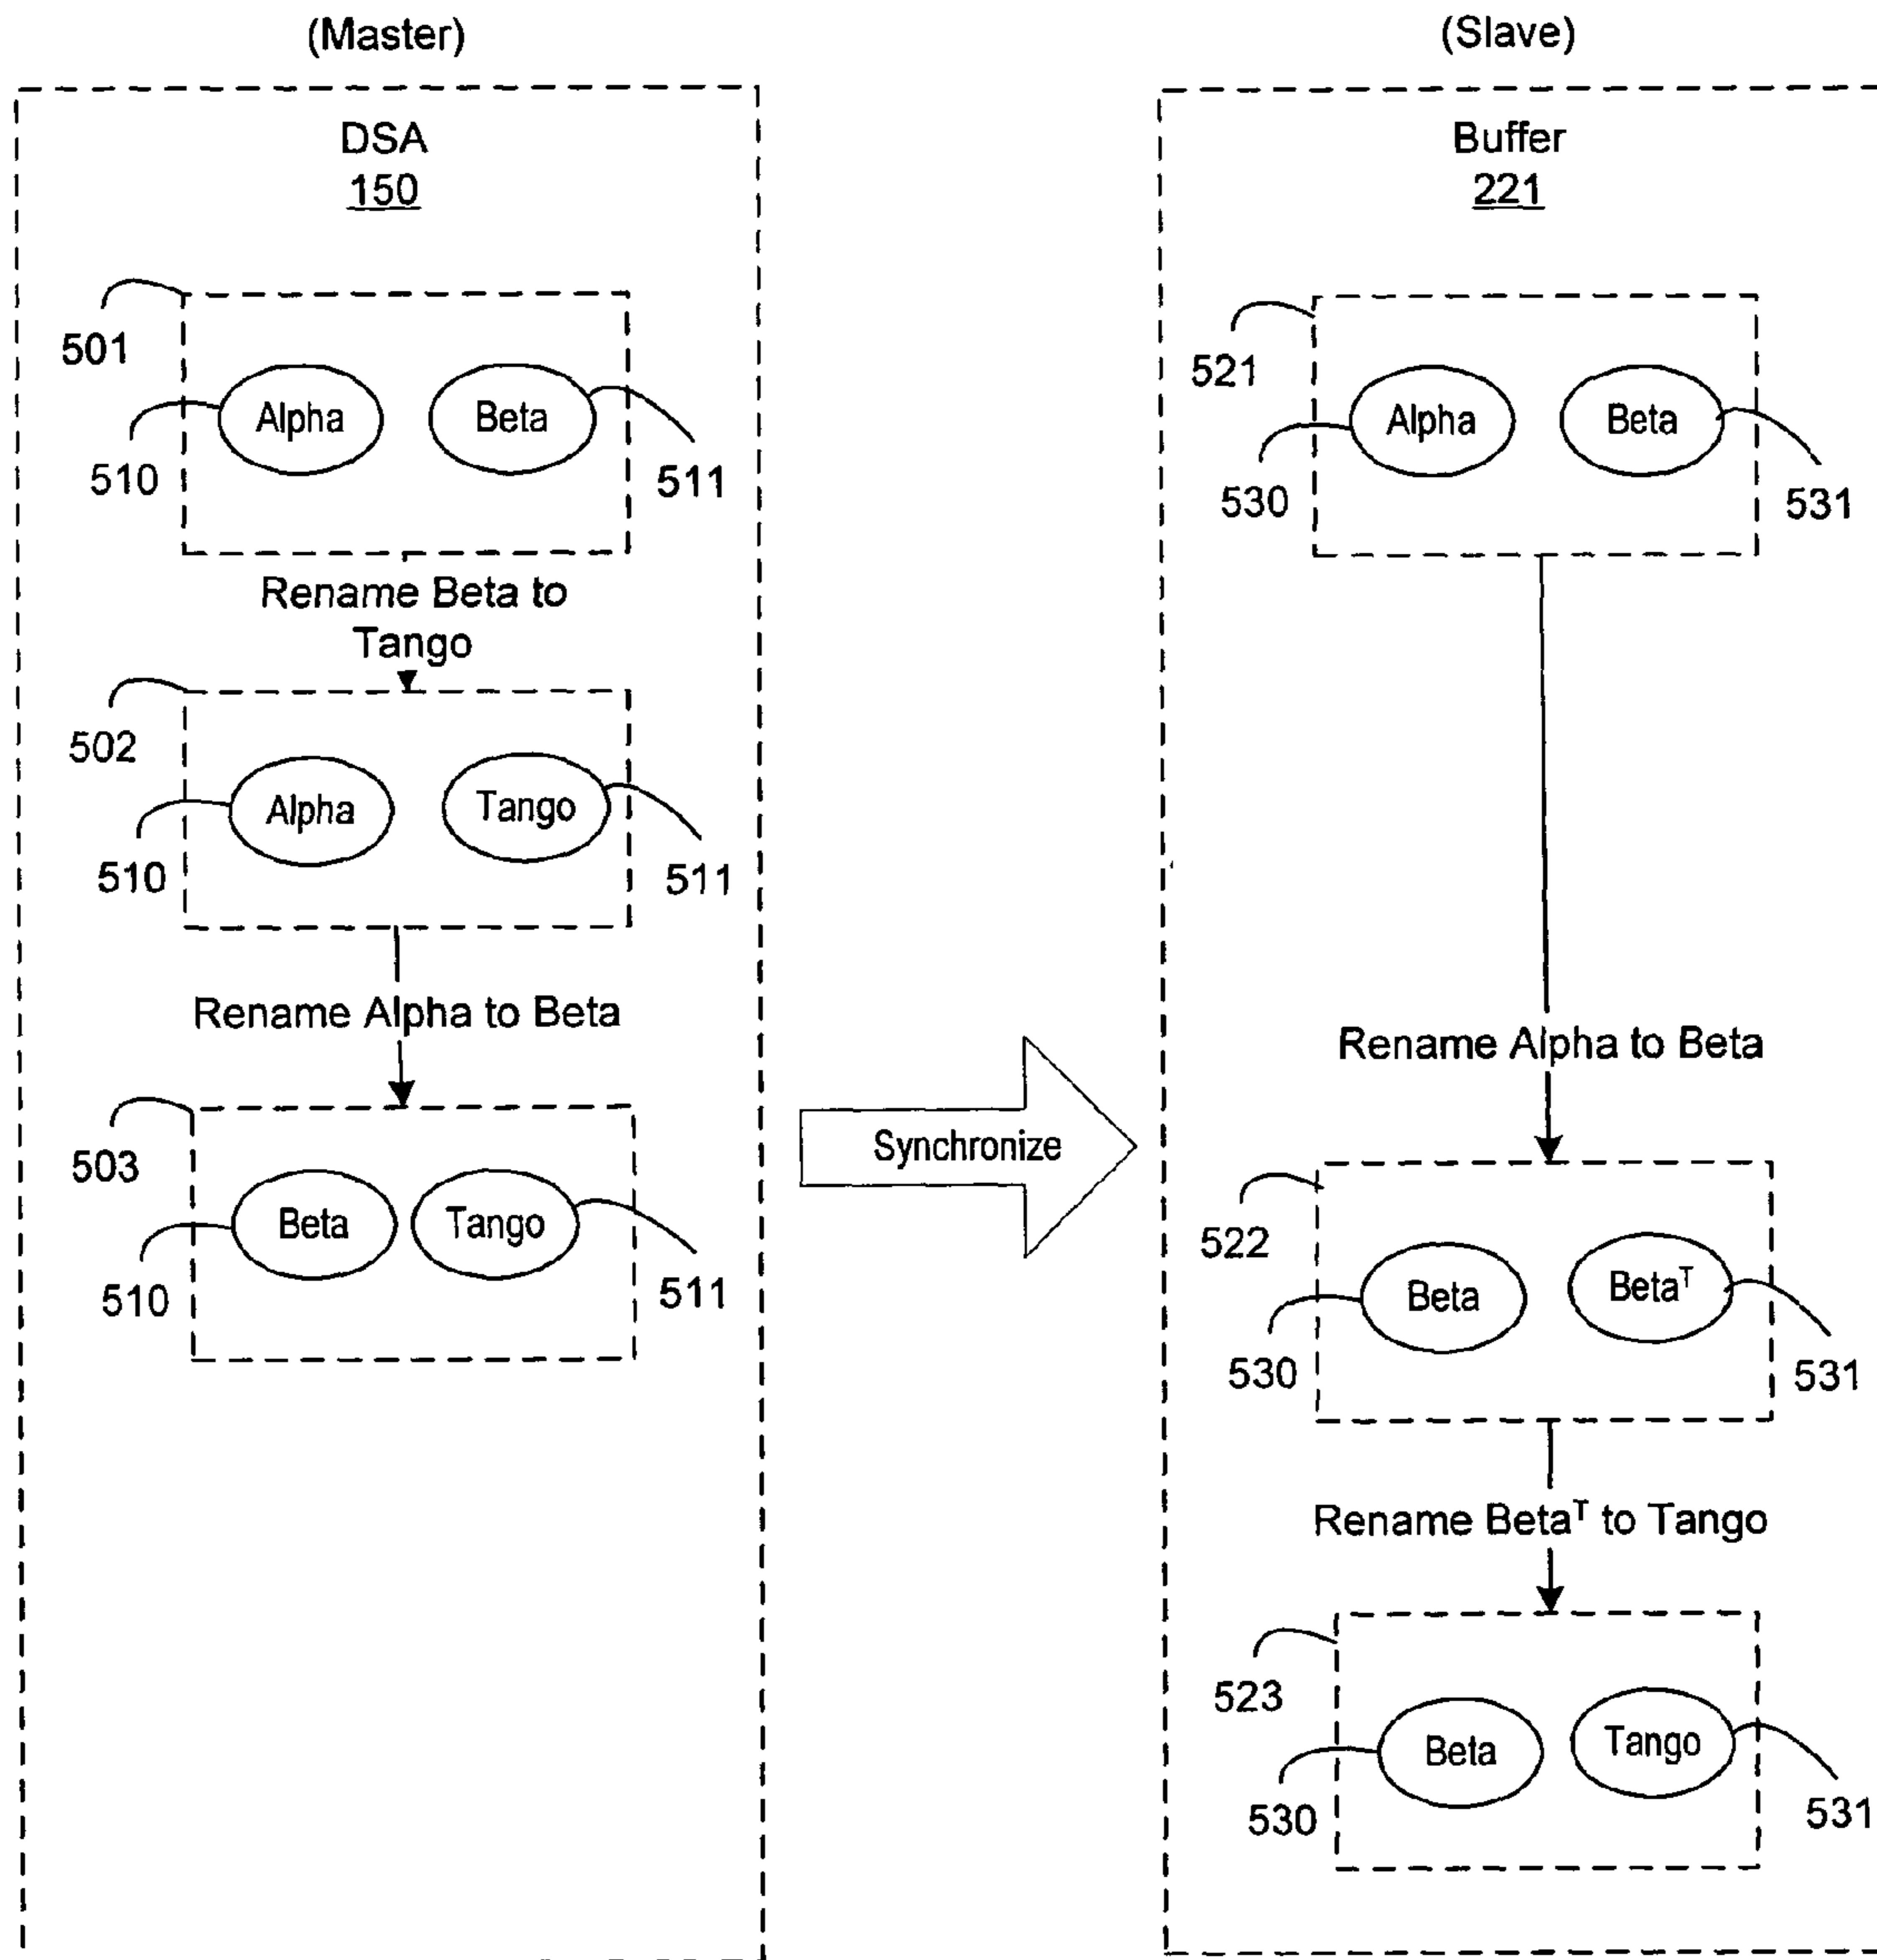 (Master)
DSA
150
501
Alpha
Beta
510
511
Rename Beta to
Tango
502
Alpha
Tango
510
511
Rename Alpha to Beta
503
Beta
Tango
510
511
Synchronize
(Slave)
Buffer
221
521
Alpha
Beta
530
531
Rename Alpha to Beta
522
Beta
Betaᵀ
530
531
Rename Betaᵀ to Tango
523
Beta
Tango
530
531